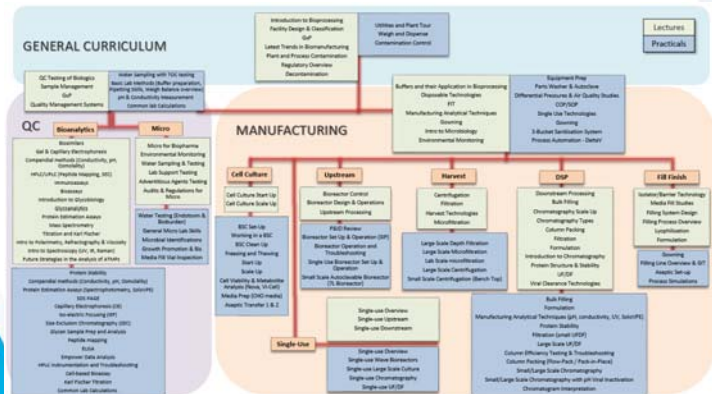 GENERAL CURRICULUM
Introduction to Bioprocessing
Facility Design & Classification
GxP
Latest Trends in Biomanufacturing
Plant and Process Contamination
Regulatory Overview
Decontamination
Utilities and Plant Tour
Weigh and Dispense
Contamination Control
Lectures
Practicals
QC Testing of Biologics
Sample Management
GxP
Quality Management Systems
Water Sampling with TOC testing
Basic Lab Methods (Buffer preparation,
Pipetting Skills, Weigh Balance overview)
pH & Conductivity Measurement
Common lab Calculations
Buffers and their Application in Bioprocessing
Disposable Technologies
FIT
Manufacturing Analytical Techniques
Gowning
Intro to Microbiology
Environmental Monitoring
Equipment Prep
Parts Washer & Autoclave
Differential Pressures & Air Quality Studies
COP/SOP
Single Use Technologies
Gowning
3-Bucket Sanitisation System
Process Automation - DeltaV
QC
Bioanalytics
Micro
Biosimilars
Gel & Capillary Electrophoresis
Compendial methods (Conductivity, pH,
Osmolality)
HPLC/UPLC (Peptide Mapping, SEC)
Immunoassays
Bioassays
Introduction to Glycobiology
Glycoanalytics
Protein Estimation Assays
Mass Spectrometry
Titration and Karl Fischer
Intro to Polarimetry, Refractography & Viscosity
Intro to Spectroscopy (UV, IR, Raman)
Future Strategies in the Analysis of ATMPs
Protein Stability
Compendial methods (Conductivity, pH, Osmolality)
Protein Estimation Assays (Spectrophotometry, SoloVPE)
SDS PAGE
Capillary Electrophoresis (CE)
Iso-electric Focusing (IEF)
Size Exclusion Chromatography (SEC)
Glycan Sample Prep and Analysis
Peptide mapping
ELISA
Empower Data Analysis
HPLC Instrumentation and Troubleshooting
Cell-based Bioassay
Karl Fischer Titration
Common Lab Calculations
Micro for Biopharma
Environmental Monitoring
Water Sampling & Testing
Lab Support Testing
Adventitious Agents Testing
Audits & Regulations for
Micro
Water Testing (Endotoxin &
Bioburden)
General Micro Lab Skills
Microbial Identifications
Growth Promotion & BIs
Media Fill Vial Inspection
MANUFACTURING
Cell Culture
Cell Culture Start Up
Cell Culture Scale Up
BSC Set-Up
Working in a BSC
BSC Clean Up
Freezing and Thawing
Start Up
Scale Up
Cell Viability & Metabolite
Analysis (Nova, Vi-Cell)
Media Prep (CHO media)
Aseptic Transfer 1 & 2
Upstream
Bioreactor Control
Bioreactor Design & Operations
Upstream Processing
P&ID Review
Bioreactor Set Up & Operation (SIP)
Bioreactor Operation and
Troubleshooting
Single Use Bioreactor Set Up &
Operation
Small Scale Autoclavable Bioreactor
(7L Bioreactor)
Harvest
Centrifugation
Filtration
Harvest Technologies
Microfiltration
Large Scale Depth Filtration
Large Scale Microfiltration
Lab Scale microfiltration
Large Scale Centrifugation
Small Scale Centrifugation (Bench Top)
DSP
Downstream Processing
Bulk Filling
Chromatography Scale Up
Chromatography Types
Column Packing
Filtration
Formulation
Introduction to Chromatography
Protein Structure & Stability
UF/DF
Viral Clearance Technologies
Bulk Filling
Formulation
Manufacturing Analytical Techniques (pH, conductivity, UV, SoloVPE)
Protein Stability
Filtration (small UFDF)
Large Scale UF/DF
Column Efficiency Testing & Troubleshooting
Column Packing (Flow-Pack / Pack-in-Place)
Small/Large Scale Chromatography
Small/Large Scale Chromatography with pH Viral Inactivation
Chromatogram Interpretation
Fill Finish
Isolator/Barrier Technology
Media Fill Studies
Filling System Design
Filling Process Overview
Lyophilisation
Formulation
Gowning
Filling Line Overview & GIT
Aseptic Set-up
Process Simulations
Single-Use
Single-use Overview
Single-use Upstream
Single-use Downstream
Single-use Overview
Single-use Wave Bioreactors
Single-use Large Scale Culture
Single-use Chromatography
Single-use UF/DF